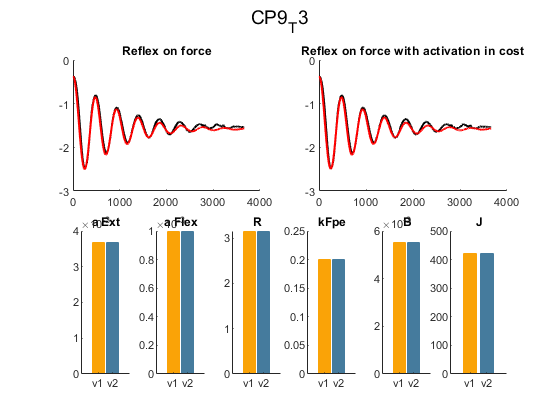 CP9_T3
Reflex on force
Reflex on force with activation in cost
0
-1
-2
-3
0 1000 2000 3000 4000
0
-1
-2
-3
0 1000 2000 3000 4000
a Ext
a Flex
R
kFpe
B
J
4
3
2
1
0
v1 v2
1
0.8
0.6
0.4
0.2
0
v1 v2
3
2
1
0
v1 v2
0.25
0.2
0.15
0.1
0.05
0
v1 v2
6
4
2
0
v1 v2
500
400
300
200
100
0
v1 v2